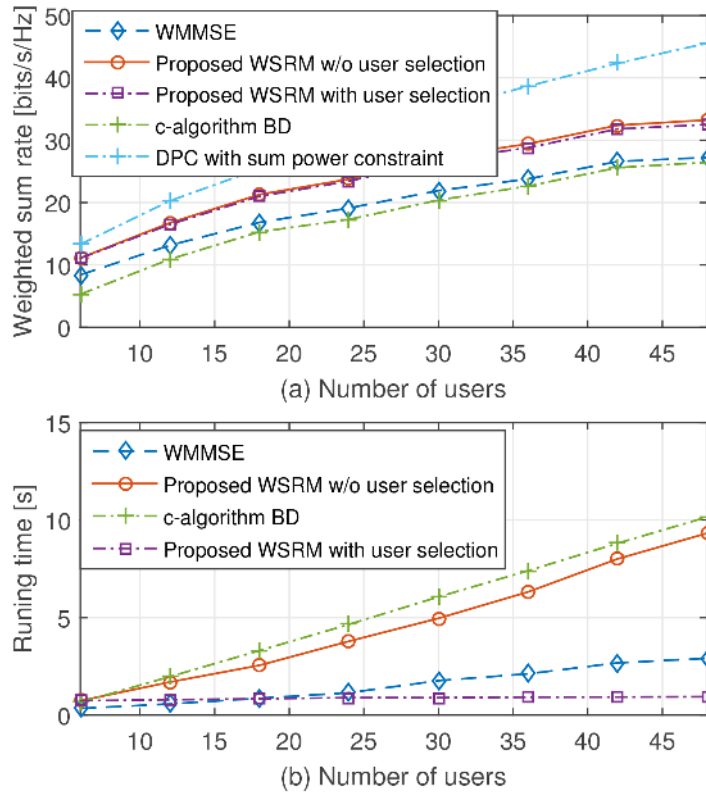 50
40
30
20
10
0
Weighted sum rate [bits/s/Hz]
WMMSE
Proposed WSRM w/o user selection
Proposed WSRM with user selection
c-algorithm BD
DPC with sum power constraint
10 15 20 25 30 35 40 45
(a) Number of users
15
10
5
0
Runing time [s]
WMMSE
Proposed WSRM w/o user selection
c-algorithm BD
Proposed WSRM with user selection
10 15 20 25 30 35 40 45
(b) Number of users